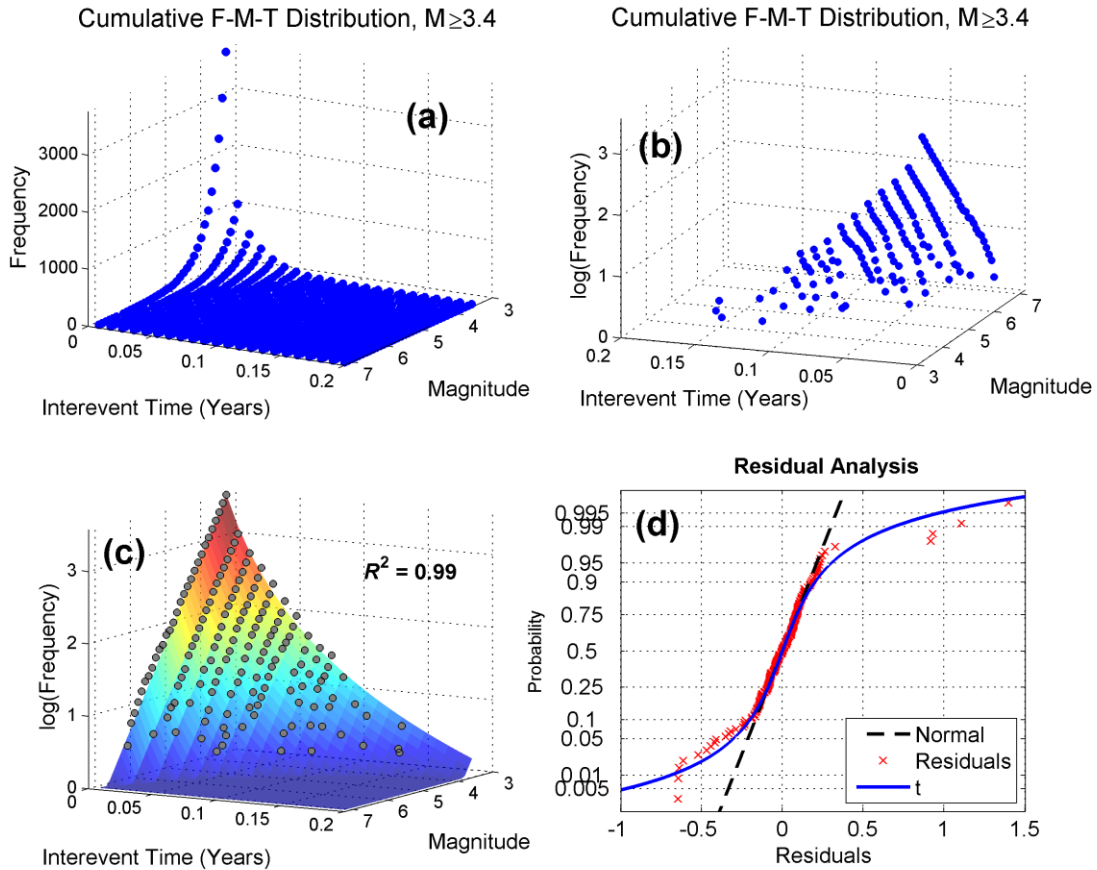 Cumulative F-M-T Distribution, M≥3.4
(a)
Frequency
3000
2000
1000
0
0
0.05
0.1
0.15
0.2
7
6
5
4
3
Interevent Time (Years)
Magnitude
Cumulative F-M-T Distribution, M≥3.4
(b)
log(Frequency)
3
2
1
0
0.2
0.15
0.1
0.05
0
3
4
5
6
7
Interevent Time (Years)
Magnitude
(c)
R² = 0.99
log(Frequency)
3
2
1
0
0
0.05
0.1
0.15
0.2
7
6
5
4
3
Interevent Time (Years)
Magnitude
Residual Analysis
(d)
Probability
0.995
0.99
0.95
0.9
0.75
0.5
0.25
0.1
0.05
0.01
0.005
Normal
Residuals
t
-1
-0.5
0
0.5
1
1.5
Residuals